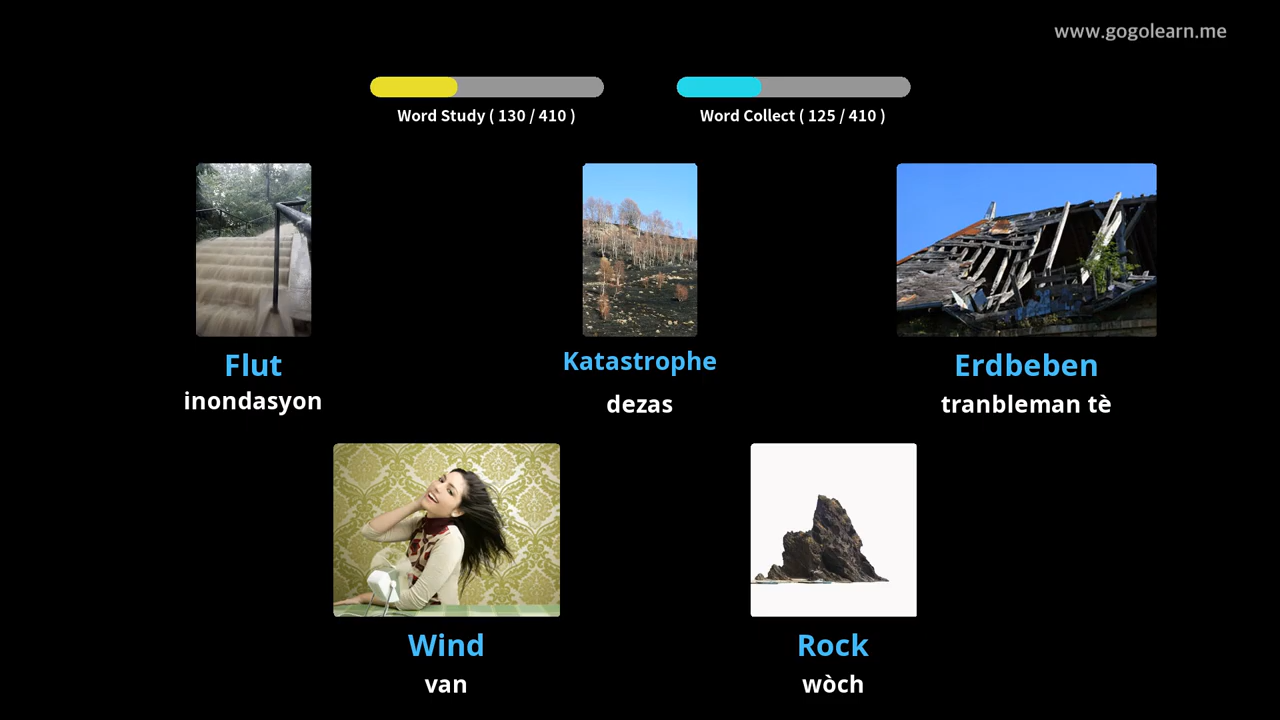 www.gogolearn.me
Word Study ( 130 / 410 )
Word Collect ( 125 / 410 )
Flut
inondasyon
Katastrophe
dezas
Erdbeben
tranbleman tè
Wind
van
Rock
wòch